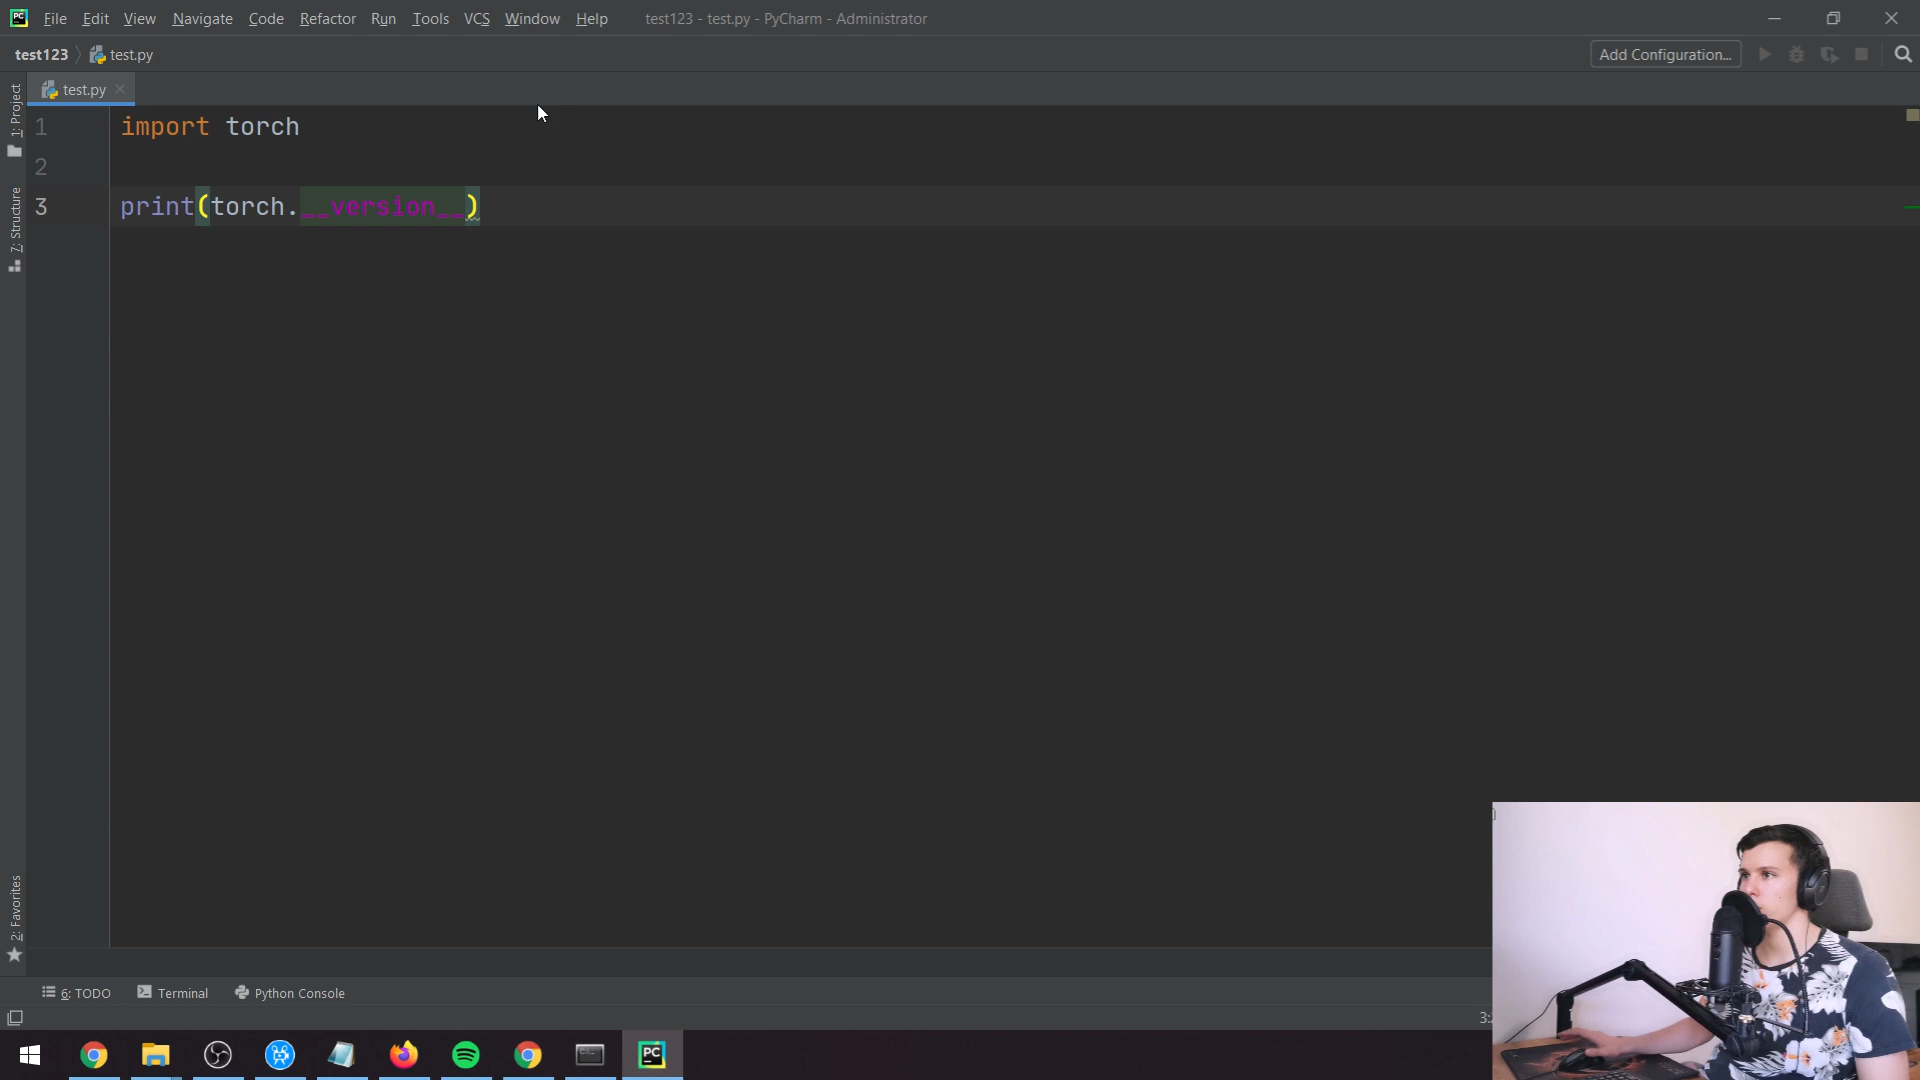 File Edit View Navigate Code Refactor Run Tools VCS Window Help test123 - test.py - PyCharm - Administrator
test123 test.py Add Configuration...
1: Project
test.py
1 import torch
2
3 print(torch.__version__)
7: Structure
2: Favorites
6: TODO Terminal Python Console
PC